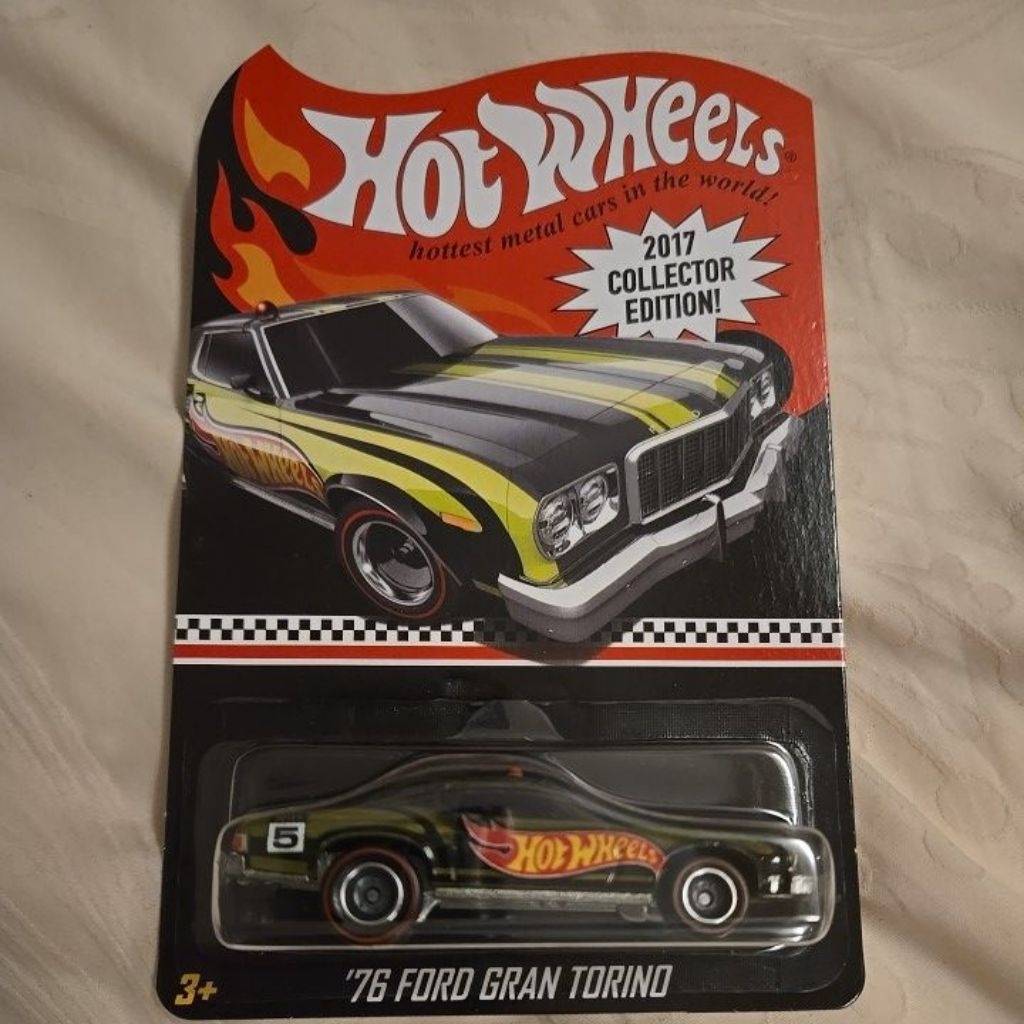 HOT WHEELS®
hottest metal cars in the world!
2017
COLLECTOR
EDITION!
HOT WHEELS
5
HOT WHEELS
3+
'76 FORD GRAN TORINO